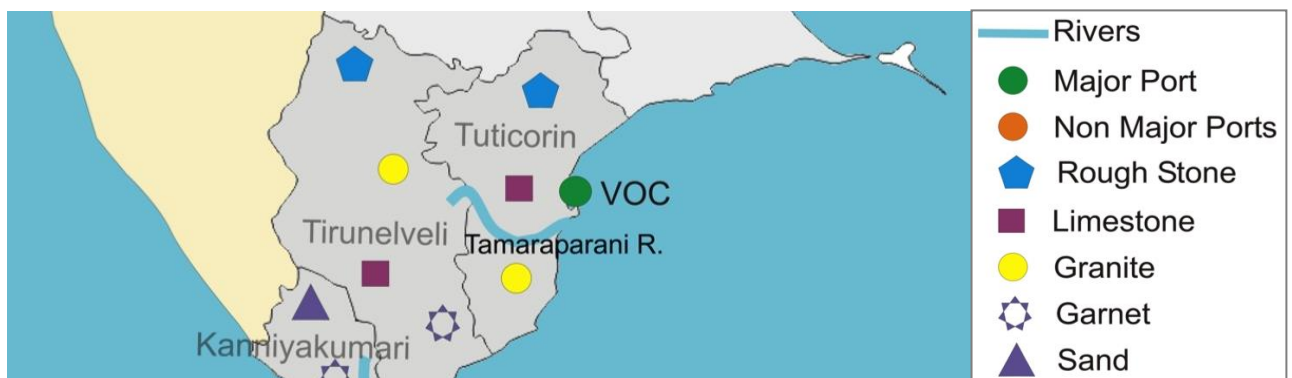 Tuticorin
VOC
Tirunelveli
Tamaraparani R.
Kanniyakumari
Rivers
Major Port
Non Major Ports
Rough Stone
Limestone
Granite
Garnet
Sand